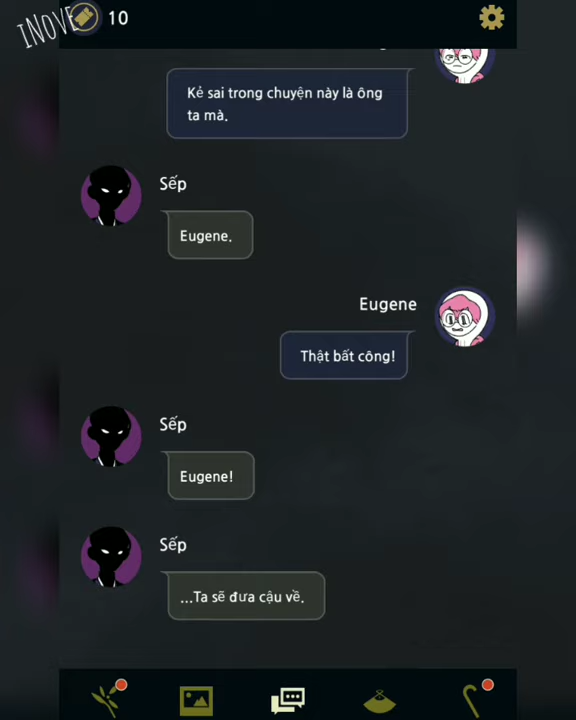 iNOVE
10
Kẻ sai trong chuyện này là ông
ta mà.
Sếp
Eugene.
Eugene
Thật bất công!
Sếp
Eugene!
Sếp
...Ta sẽ đưa cậu về.